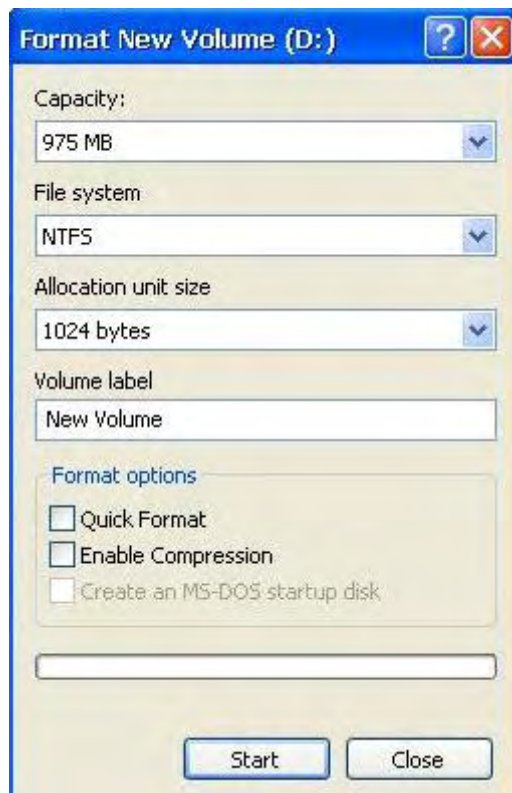 Format New Volume (D:)
Capacity:
975 MB
File system
NTFS
Allocation unit size
1024 bytes
Volume label
New Volume
Format options
Quick Format
Enable Compression
Create an MS-DOS startup disk
Start Close